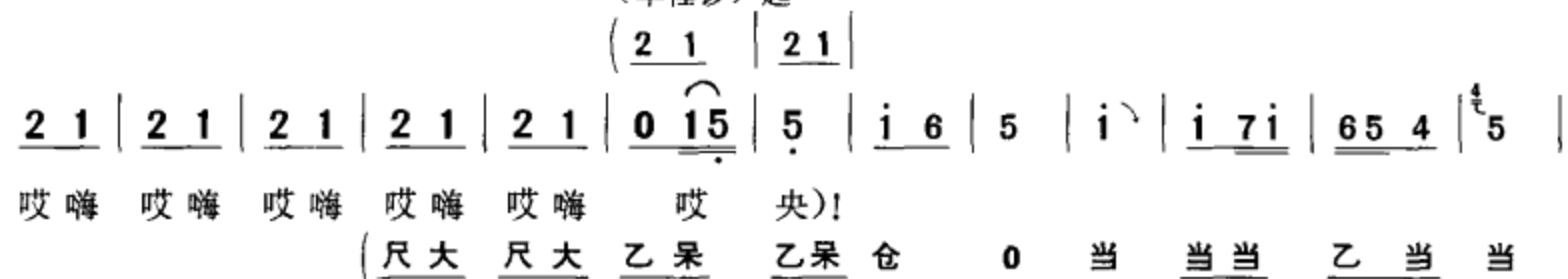 (2 1 | 2 1 |
2 1 | 2 1 | 2 1 | 2 1 | 2 1 | 0 1 5̣ | 5̣ | i̇ 6 | 5 | i̇ | i̇ 7 i̇ | 6 5 4 | 4 5 |
哎 嗨 哎 嗨 哎 嗨 哎 嗨 哎 嗨 哎 央)!
(尺 大 尺 大 乙 呆 乙呆 仓 0 当 当当 乙 当 当